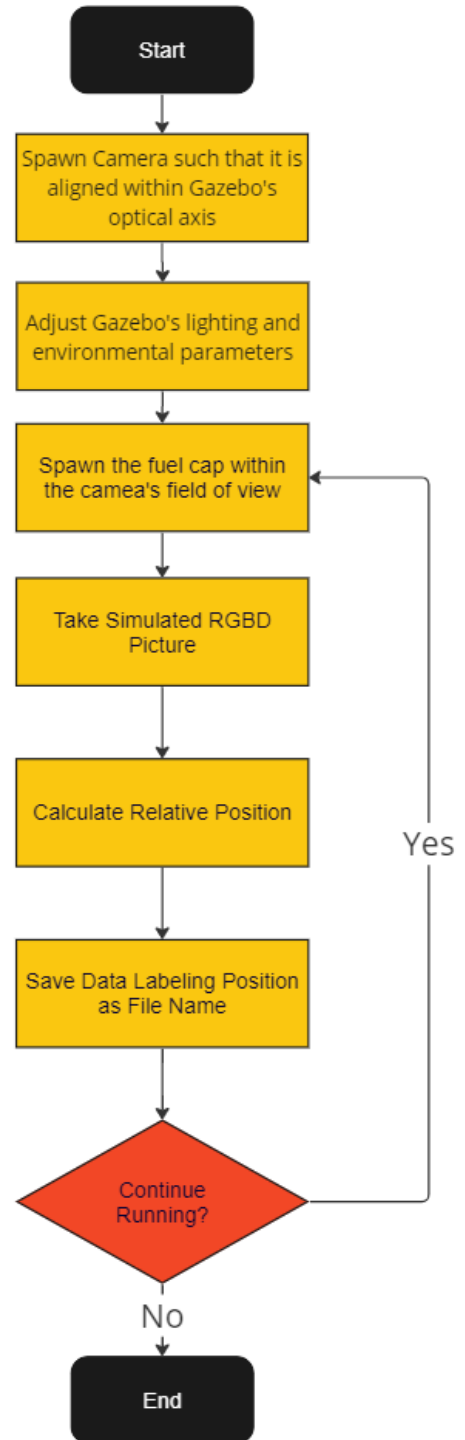 Start
Spawn Camera such that it is
aligned within Gazebo's
optical axis
Adjust Gazebo's lighting and
environmental parameters
Spawn the fuel cap within
the camea's field of view
Take Simulated RGBD
Picture
Calculate Relative Position
Yes
Save Data Labeling Position
as File Name
Continue
Running?
No
End